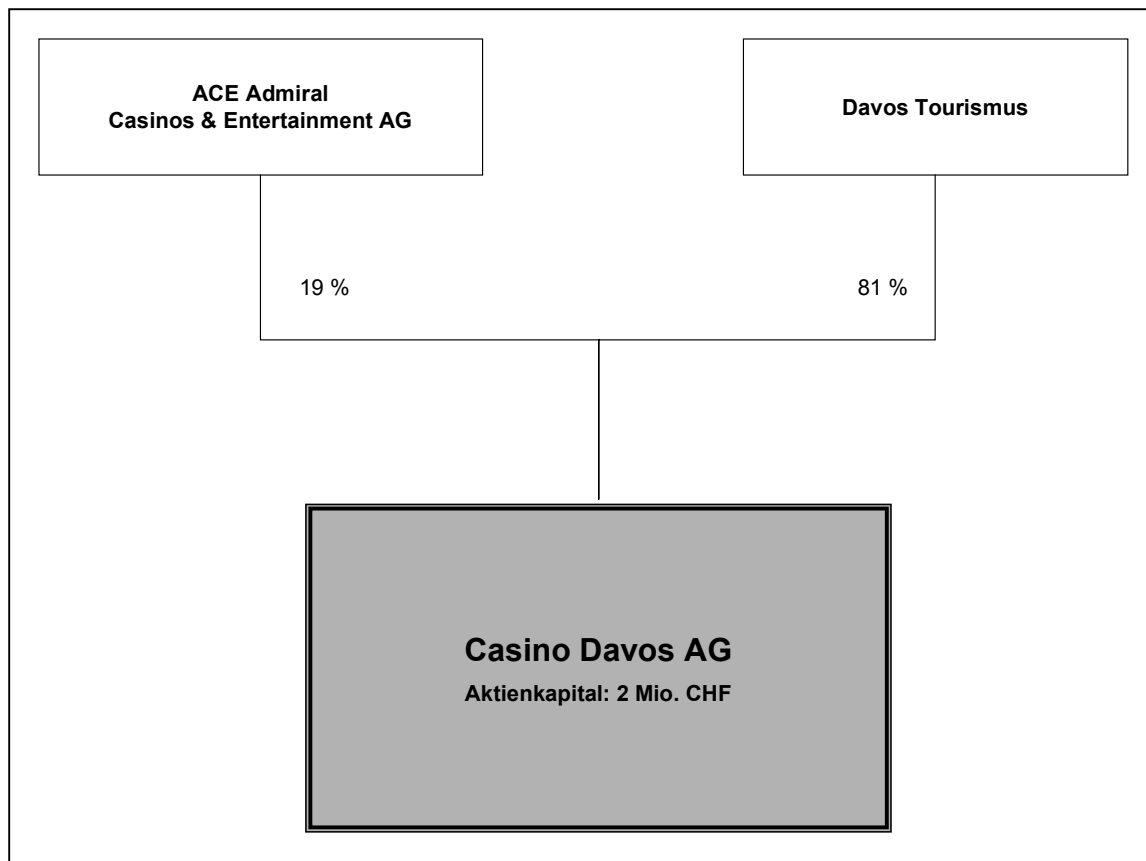 ACE Admiral
Casinos & Entertainment AG
Davos Tourismus
19 %
81 %
Casino Davos AG
Aktienkapital: 2 Mio. CHF